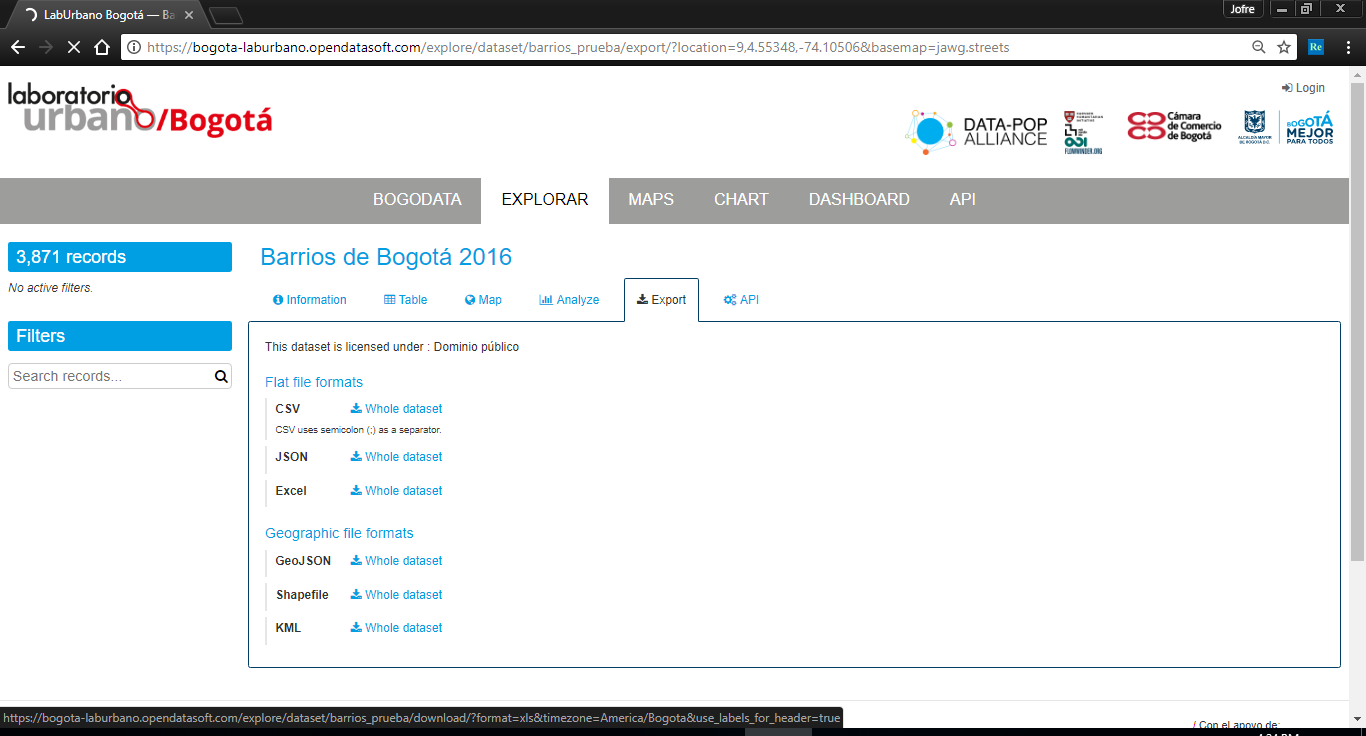 LabUrbano Bogotá — Ba
Jofre
https://bogota-laburbano.opendatasoft.com/explore/dataset/barrios_prueba/export/?location=9,4.55348,-74.10506&basemap=jawg.streets
Re
Login
laboratorio
urbano/Bogotá
DATA-POP
ALLIANCE
Cámara
de Comercio
de Bogotá
ALCALDÍA MAYOR
DE BOGOTÁ D.C.
BOGOTÁ
MEJOR
PARA TODOS
BOGODATA
EXPLORAR
MAPS
CHART
DASHBOARD
API
3,871 records
No active filters.
Filters
Search records...
Barrios de Bogotá 2016
Information
Table
Map
Analyze
Export
API
This dataset is licensed under : Dominio público
Flat file formats
CSV Whole dataset
CSV uses semicolon (;) as a separator.
JSON Whole dataset
Excel Whole dataset
Geographic file formats
GeoJSON Whole dataset
Shapefile Whole dataset
KML Whole dataset
https://bogota-laburbano.opendatasoft.com/explore/dataset/barrios_prueba/download/?format=xls&timezone=America/Bogota&use_labels_for_header=true
/ Con el apoyo de: